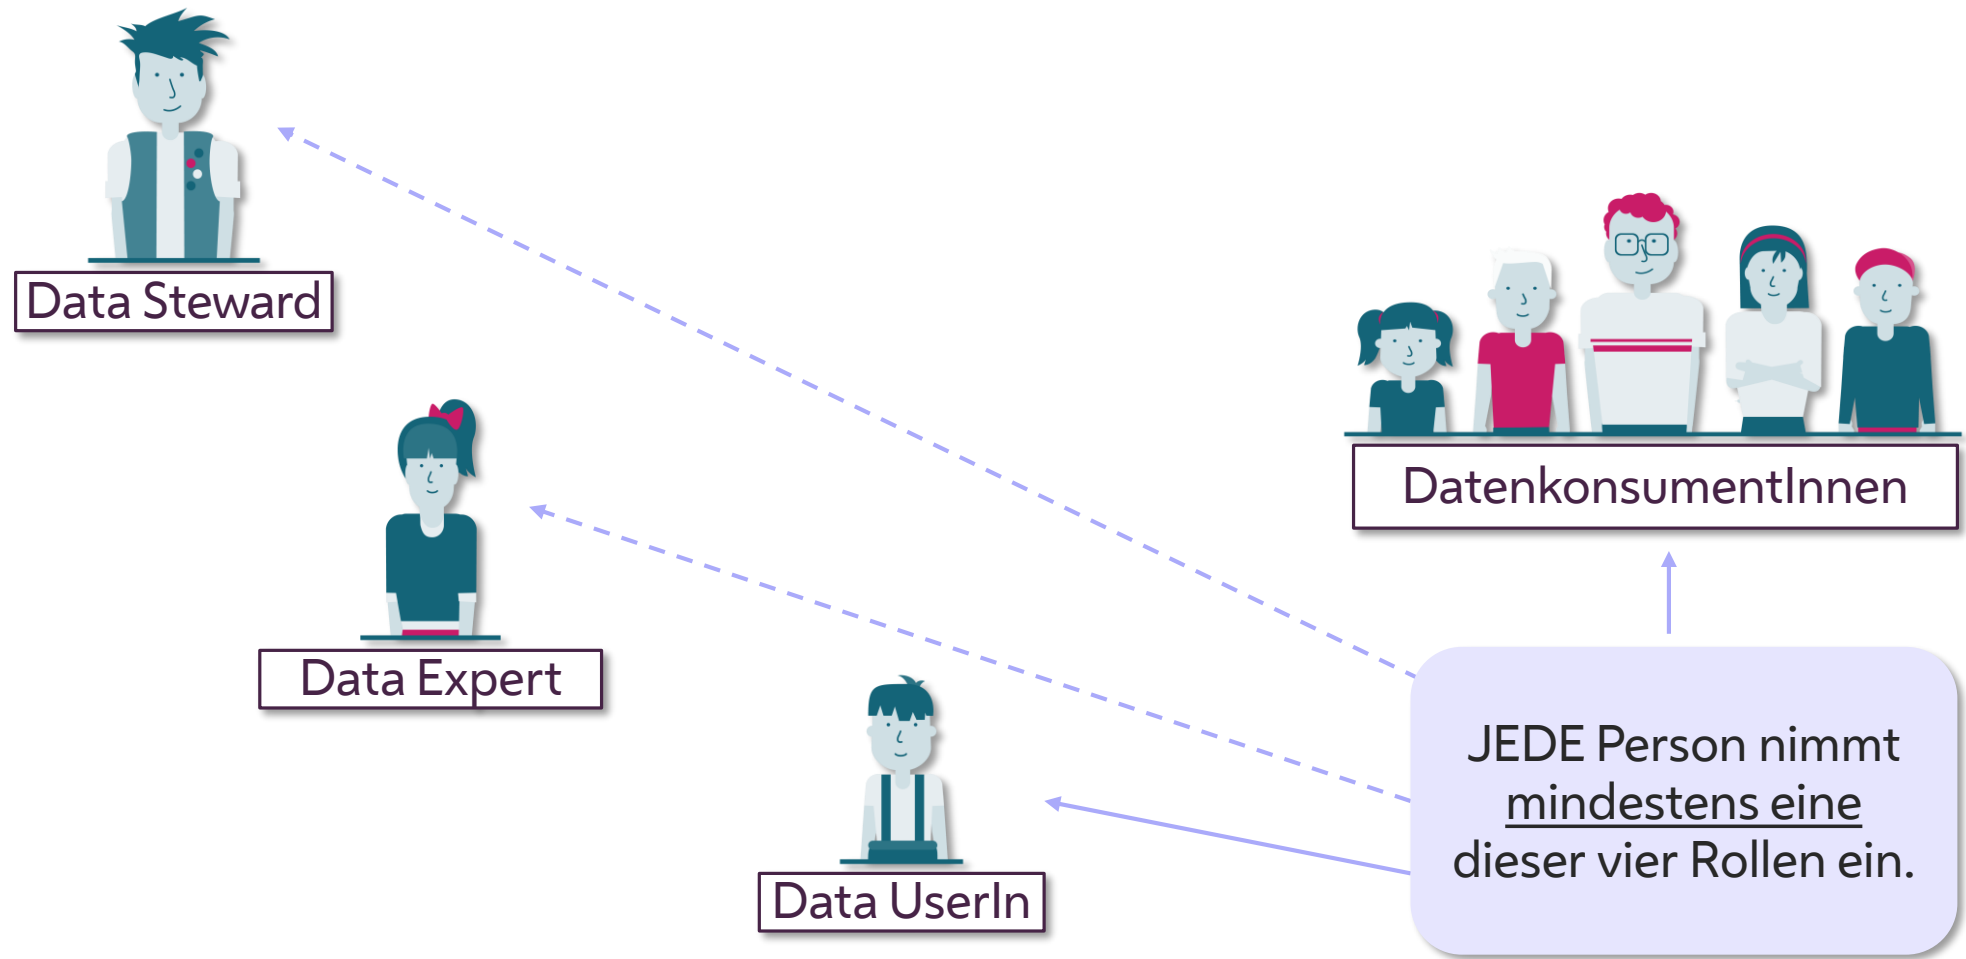 Data Steward
DatenkonsumentInnen
Data Expert
JEDE Person nimmt
mindestens eine
dieser vier Rollen ein.
Data UserIn